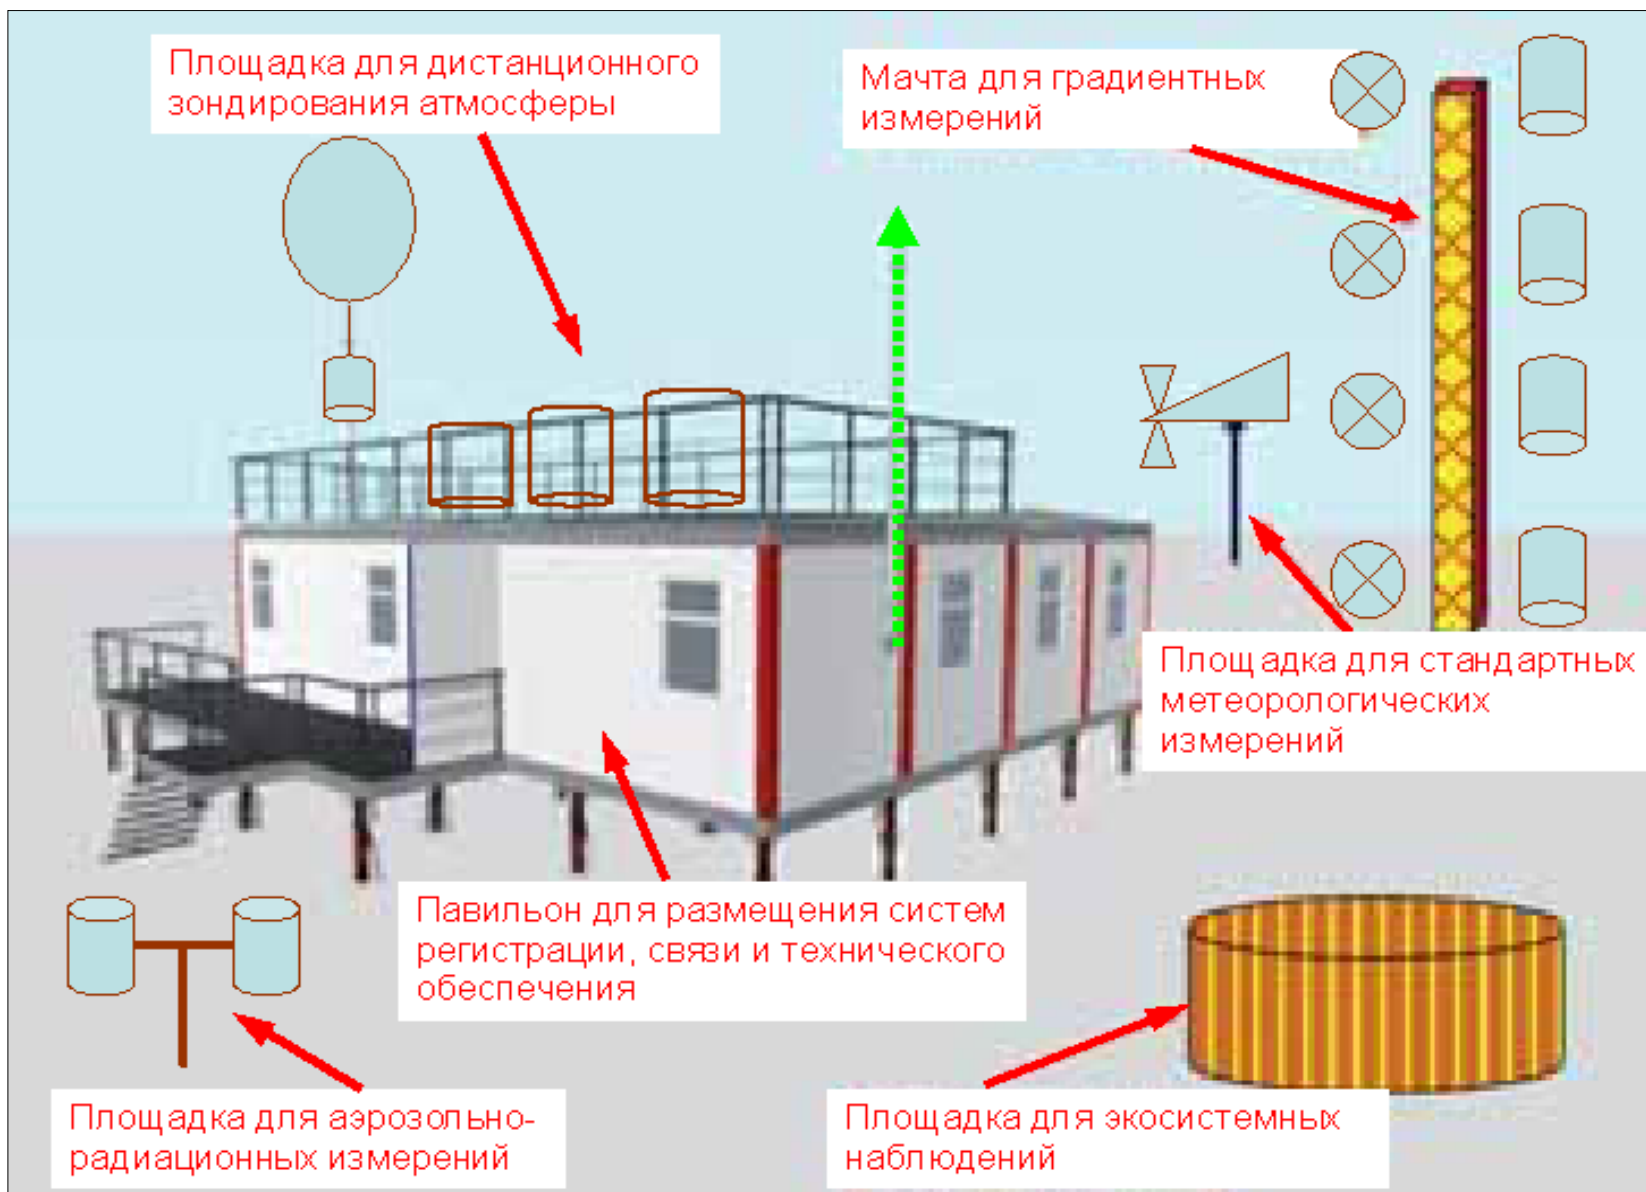 Площадка для дистанционного
зондирования атмосферы
Мачта для градиентных
измерений
Площадка для стандартных
метеорологических
измерений
Павильон для размещения систем
регистрации, связи и технического
обеспечения
Площадка для аэрозольно-
радиационных измерений
Площадка для экосистемных
наблюдений